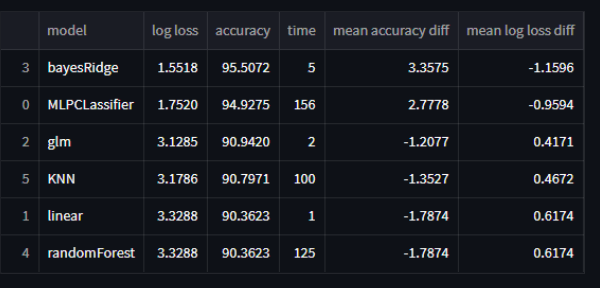 model log loss accuracy time mean accuracy diff mean log loss diff
3 bayesRidge 1.5518 95.5072 5 3.3575 -1.1596
0 MLPCLassifier 1.7520 94.9275 156 2.7778 -0.9594
2 glm 3.1285 90.9420 2 -1.2077 0.4171
5 KNN 3.1786 90.7971 100 -1.3527 0.4672
1 linear 3.3288 90.3623 1 -1.7874 0.6174
4 randomForest 3.3288 90.3623 125 -1.7874 0.6174